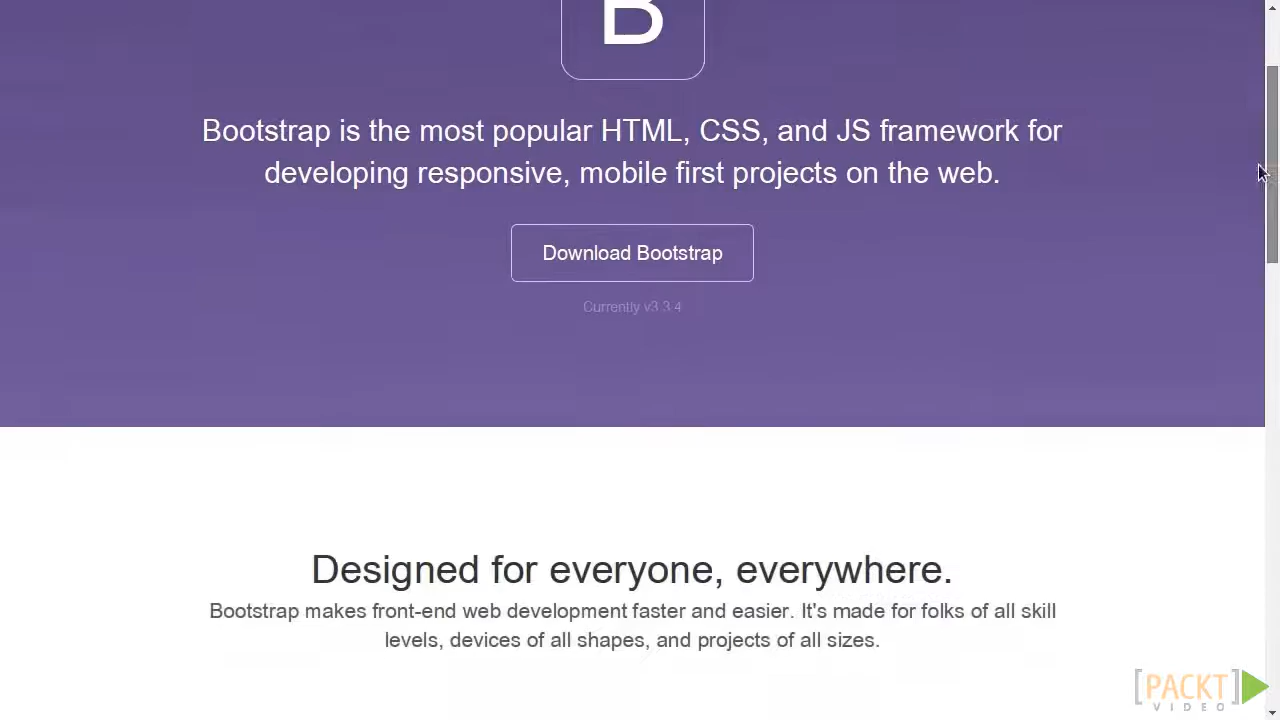 B
Bootstrap is the most popular HTML, CSS, and JS framework for
developing responsive, mobile first projects on the web.
Download Bootstrap
Currently v3.3.4
Designed for everyone, everywhere.
Bootstrap makes front-end web development faster and easier. It's made for folks of all skill
levels, devices of all shapes, and projects of all sizes.
[PACKT]
VIDEO